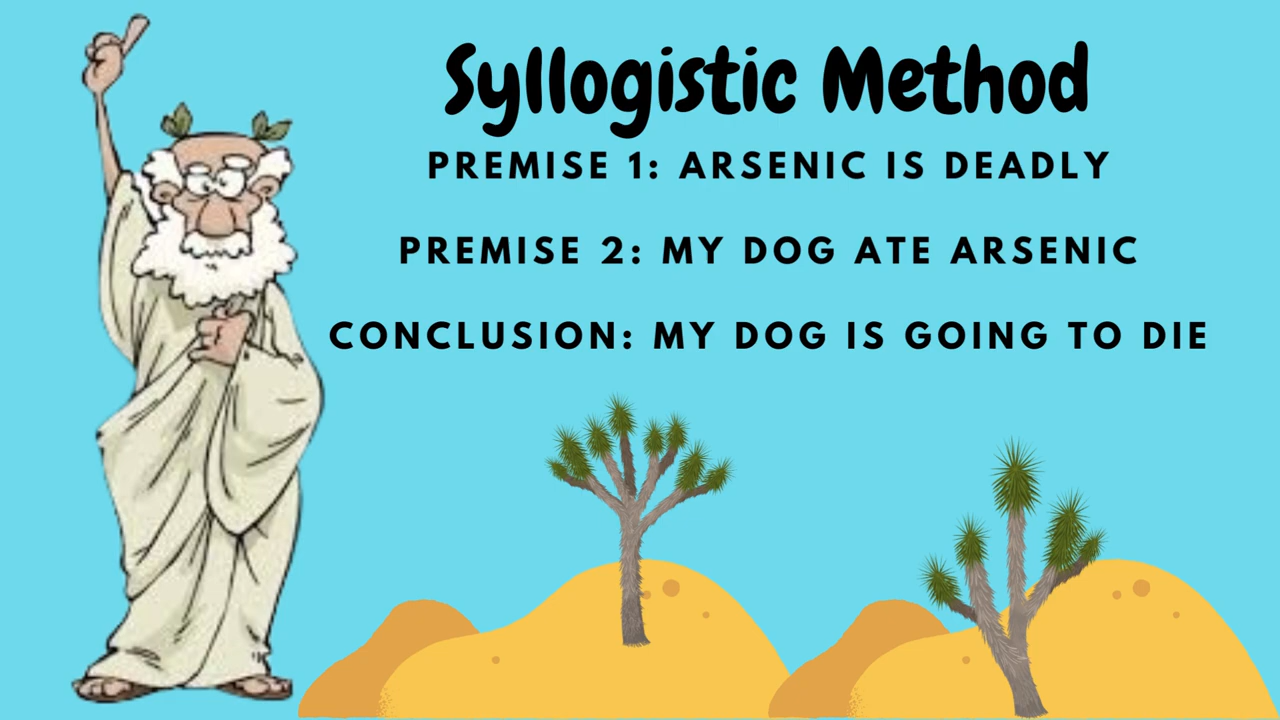 Syllogistic Method
PREMISE 1: ARSENIC IS DEADLY
PREMISE 2: MY DOG ATE ARSENIC
CONCLUSION: MY DOG IS GOING TO DIE